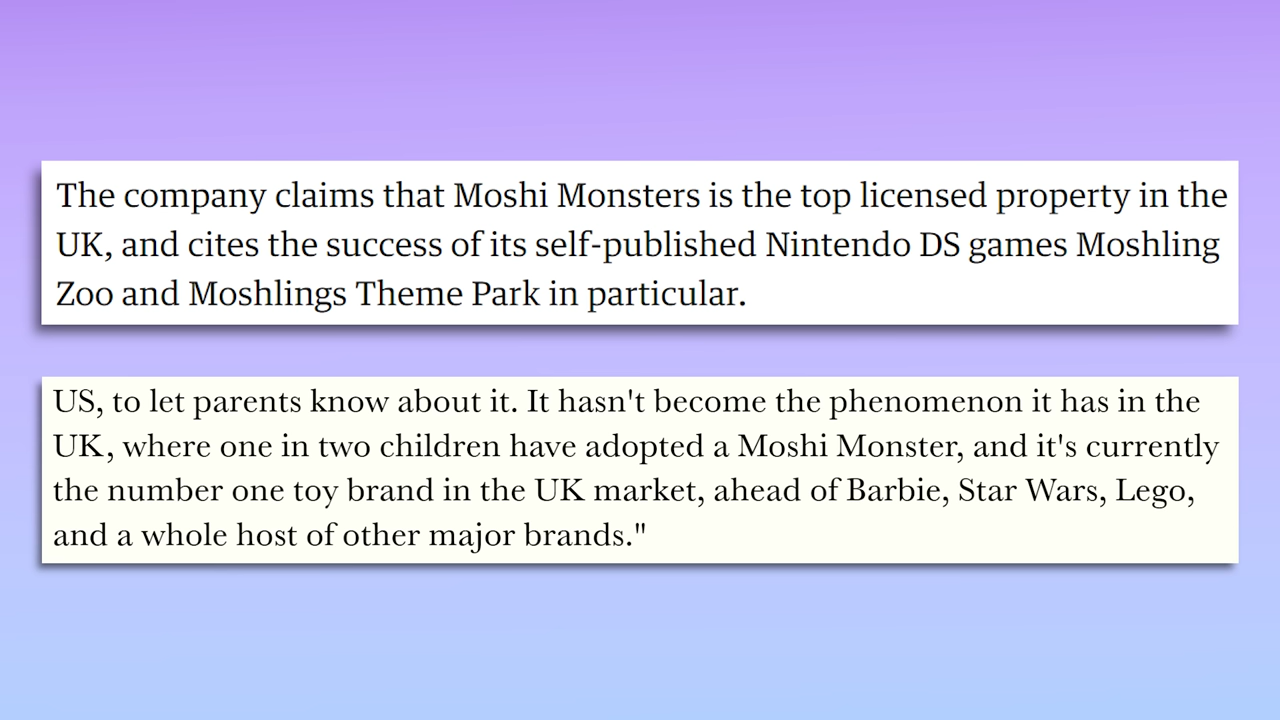 The company claims that Moshi Monsters is the top licensed property in the
UK, and cites the success of its self-published Nintendo DS games Moshling
Zoo and Moshlings Theme Park in particular.
US, to let parents know about it. It hasn't become the phenomenon it has in the
UK, where one in two children have adopted a Moshi Monster, and it's currently
the number one toy brand in the UK market, ahead of Barbie, Star Wars, Lego,
and a whole host of other major brands."